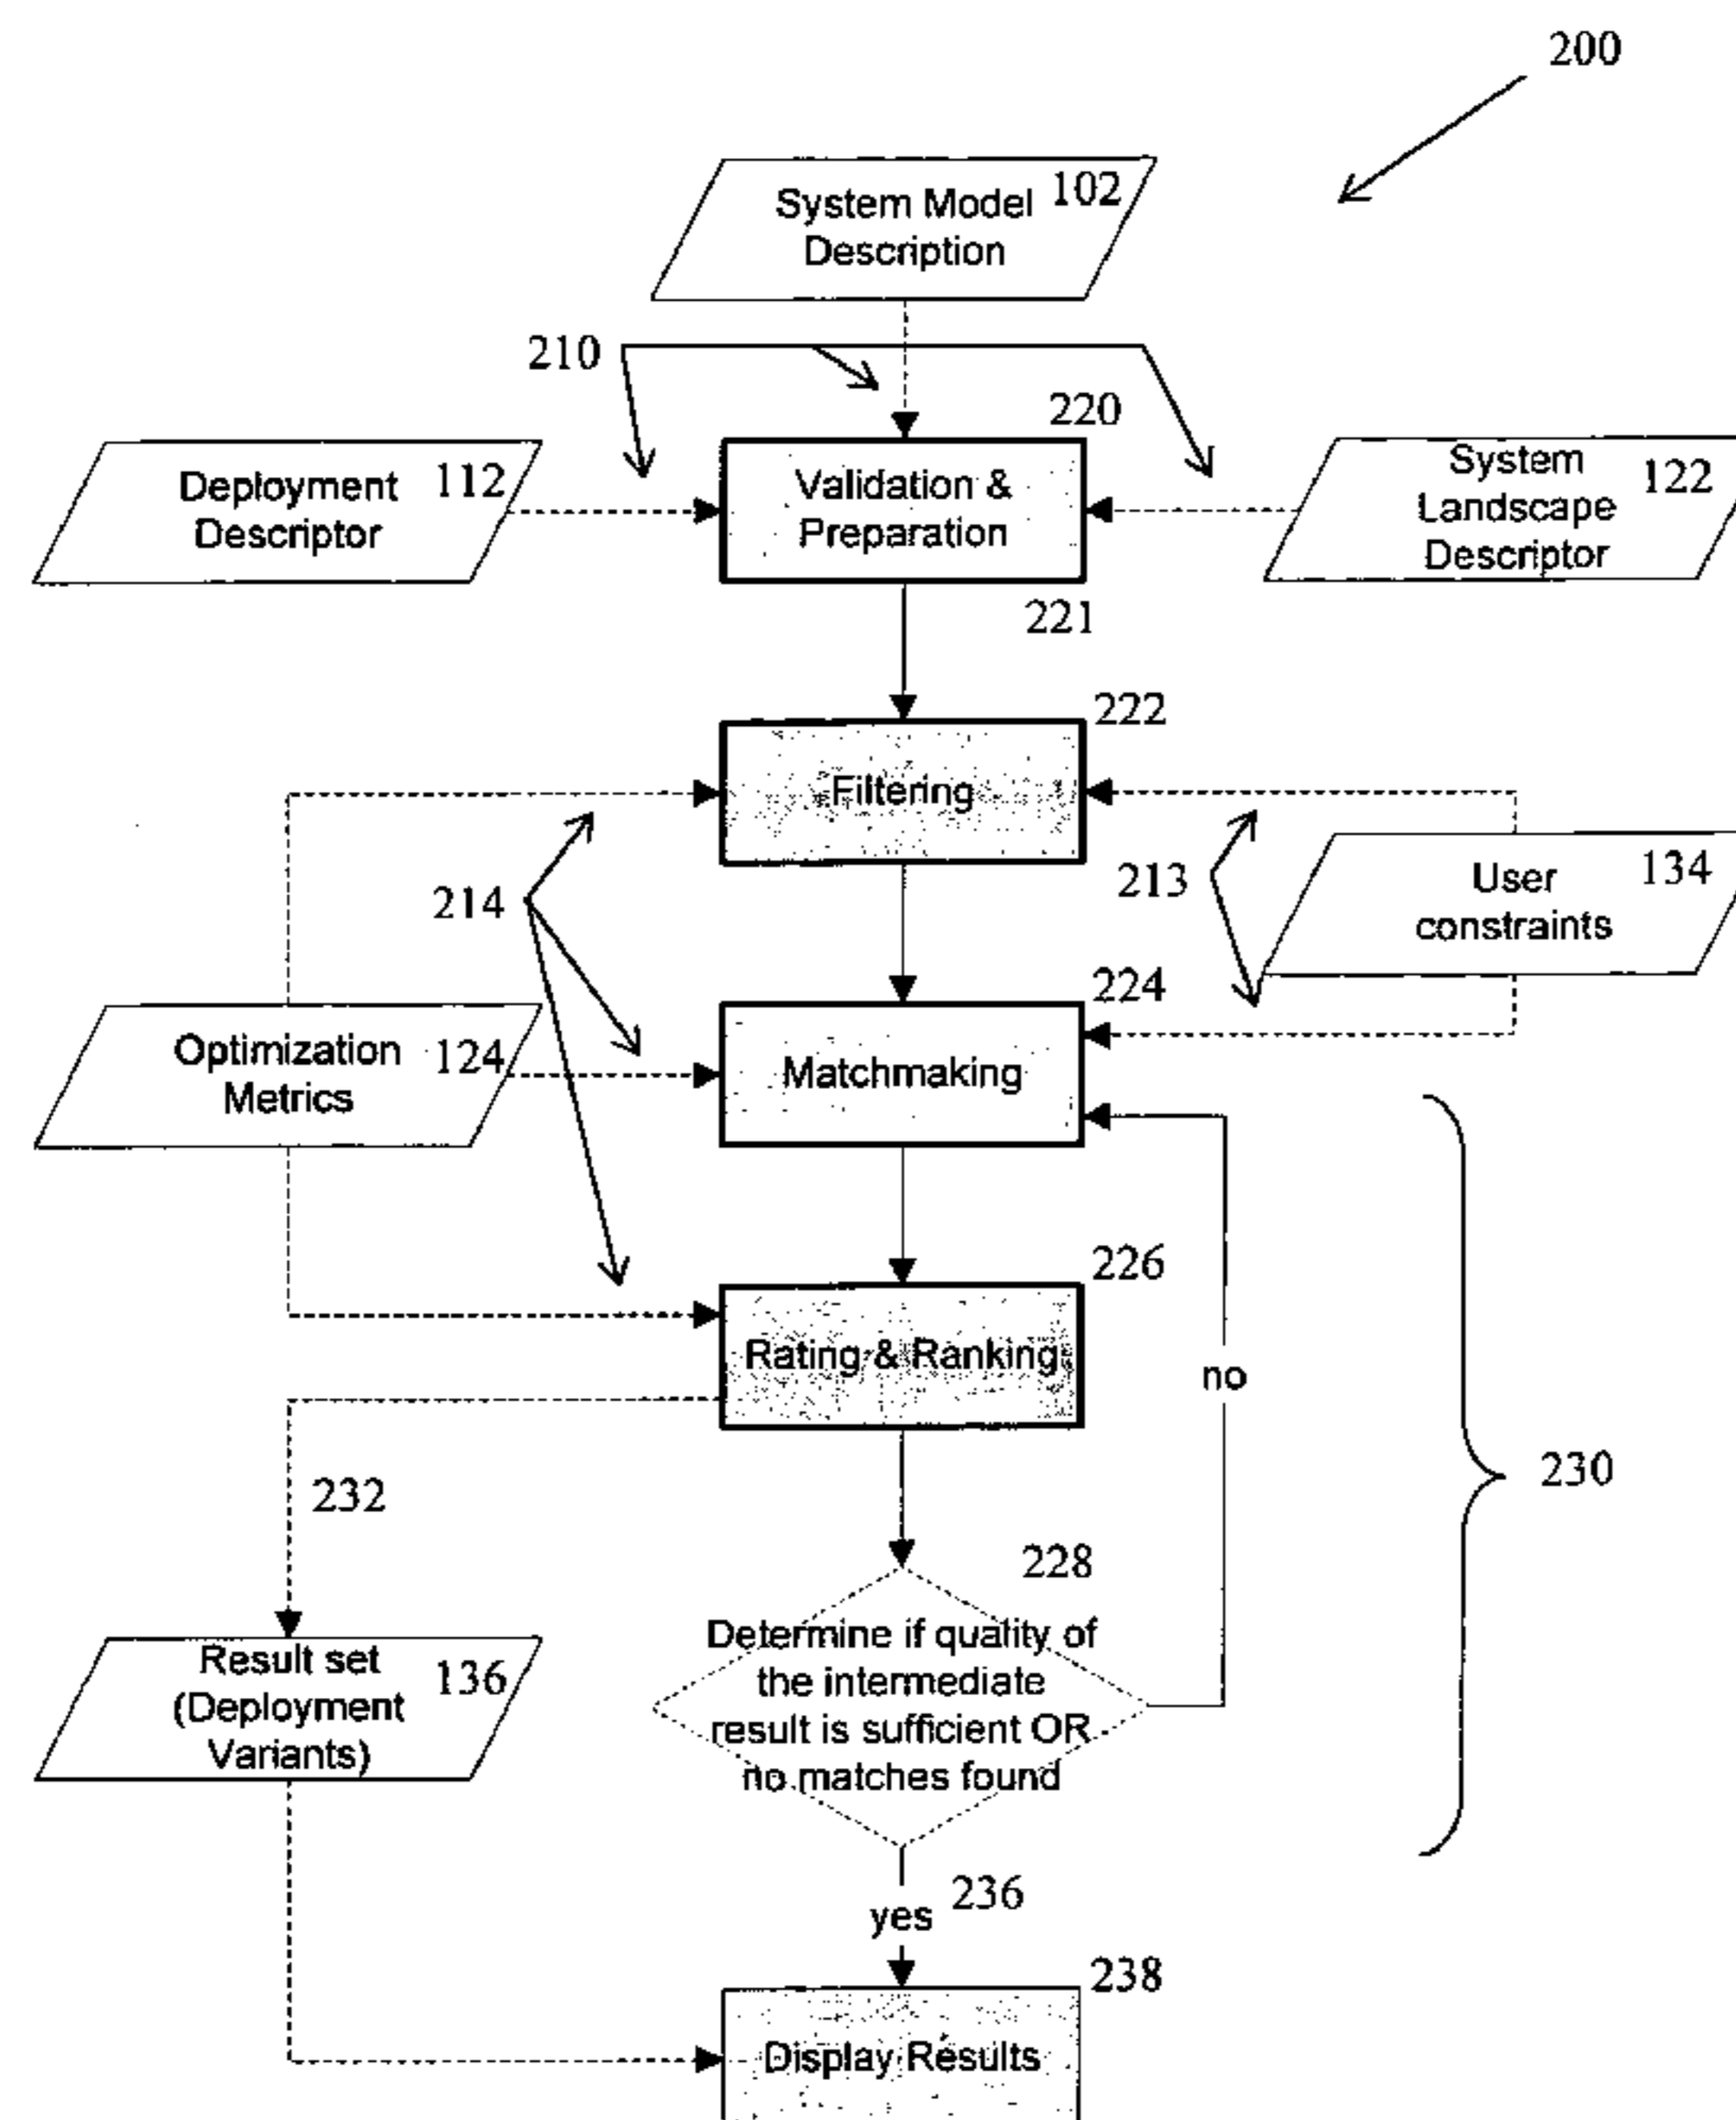 200
System Model 102
Description
210
220
Deployment 112
Descriptor
Validation &
Preparation
System
Landscape 122
Descriptor
221
222
Filtering
214
213
User 134
constraints
224
Optimization 124
Metrics
Matchmaking
226
Rating & Ranking
no
230
232
228
Result set 136
(Deployment
Variants)
Determine if quality of
the intermediate
result is sufficient OR
no matches found
236
yes
238
Display Results